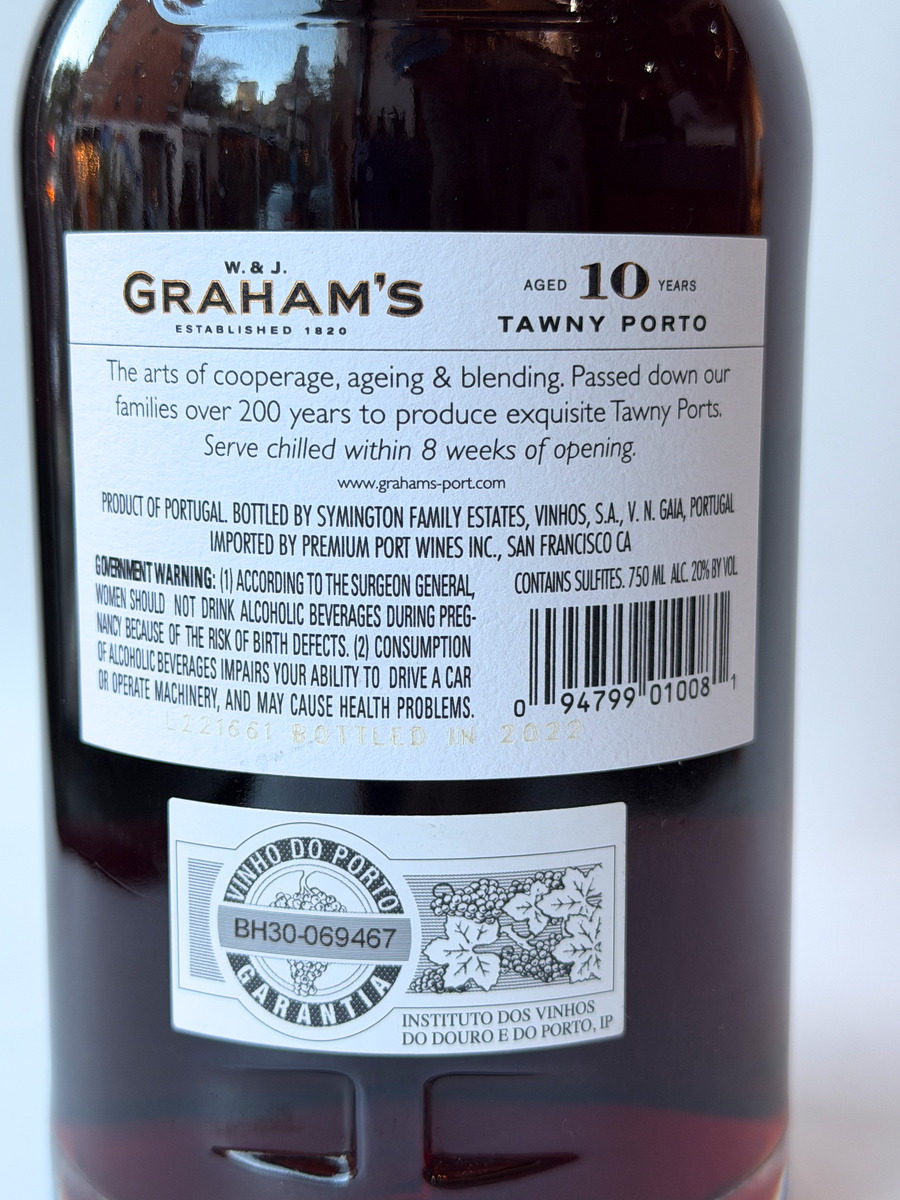 W. & J.
GRAHAM'S
ESTABLISHED 1820
AGED 10 YEARS
TAWNY PORTO
The arts of cooperage, ageing & blending. Passed down our
families over 200 years to produce exquisite Tawny Ports.
Serve chilled within 8 weeks of opening.
www.grahams-port.com
PRODUCT OF PORTUGAL. BOTTLED BY SYMINGTON FAMILY ESTATES, VINHOS, S.A., V. N. GAIA, PORTUGAL
IMPORTED BY PREMIUM PORT WINES INC., SAN FRANCISCO CA
GOVERNMENT WARNING: (1) ACCORDING TO THE SURGEON GENERAL,
WOMEN SHOULD NOT DRINK ALCOHOLIC BEVERAGES DURING PREG-
NANCY BECAUSE OF THE RISK OF BIRTH DEFECTS. (2) CONSUMPTION
OF ALCOHOLIC BEVERAGES IMPAIRS YOUR ABILITY TO DRIVE A CAR
OR OPERATE MACHINERY, AND MAY CAUSE HEALTH PROBLEMS.
CONTAINS SULFITES. 750 ML ALC. 20% BY VOL.
0 94799 01008 1
L221661 BOTTLED IN 2022
VINHO DO PORTO
BH30-069467
GARANTIA
INSTITUTO DOS VINHOS
DO DOURO E DO PORTO, IP